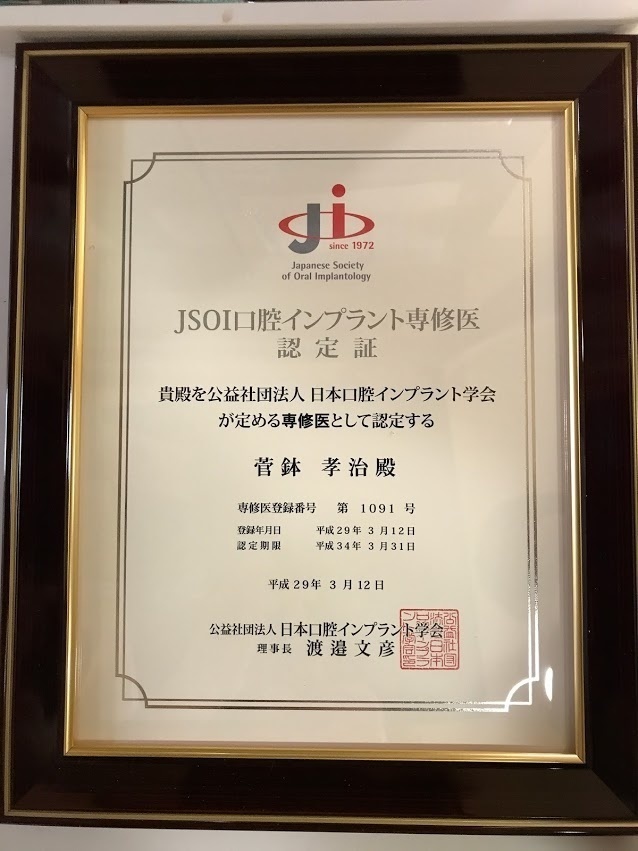 Ji
since 1972
Japanese Society
of Oral Implantology
JSOI口腔インプラント専修医
認定証
貴殿を公益社団法人 日本口腔インプラント学会
が定める専修医として認定する
菅鉢 孝治殿
専修医登録番号 第 1091 号
登録年月日 平成29年 3 月12日
認定期限 平成34年 3 月31日
平成29年 3 月12日
公益社団法人 日本口腔インプラント学会
理事長 渡邉文彦